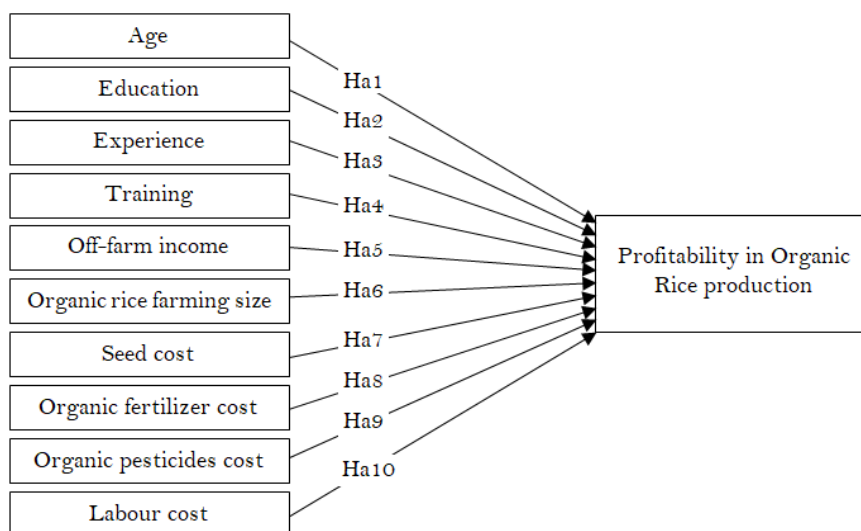 Age
Ha1
Education
Ha2
Experience
Ha3
Training
Ha4
Off-farm income
Ha5
Organic rice farming size
Ha6
Seed cost
Ha7
Organic fertilizer cost
Ha8
Organic pesticides cost
Ha9
Labour cost
Ha10
Profitability in Organic
Rice production